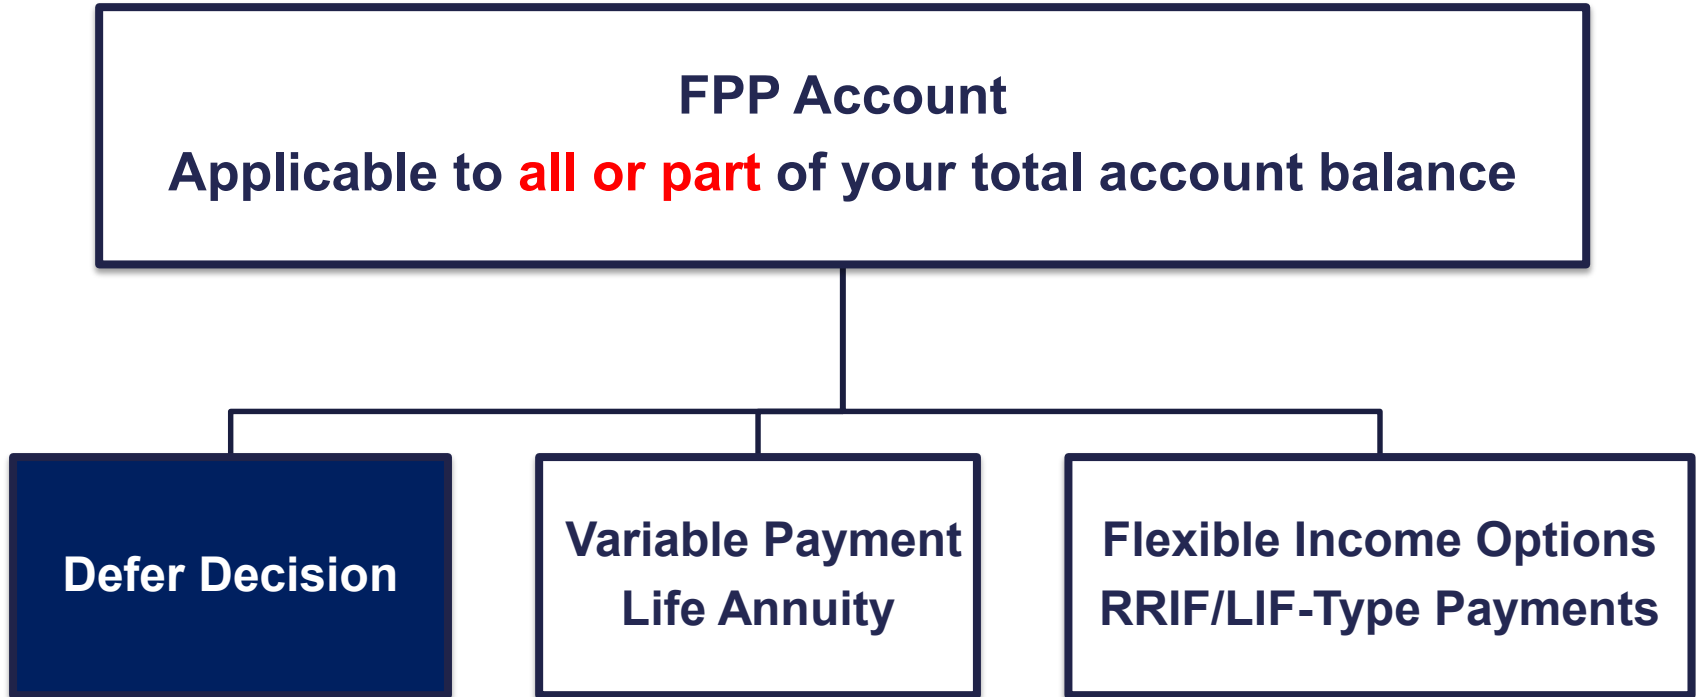 FPP Account
Applicable to all or part of your total account balance
Defer Decision
Variable Payment
Life Annuity
Flexible Income Options
RRIF/LIF-Type Payments